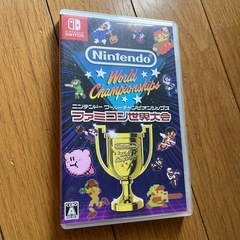 NINTENDO
SWITCH
Nintendo
World
Championships
ニンテンドー ワールドチャンピオンシップス
ファミコン世界大会
A